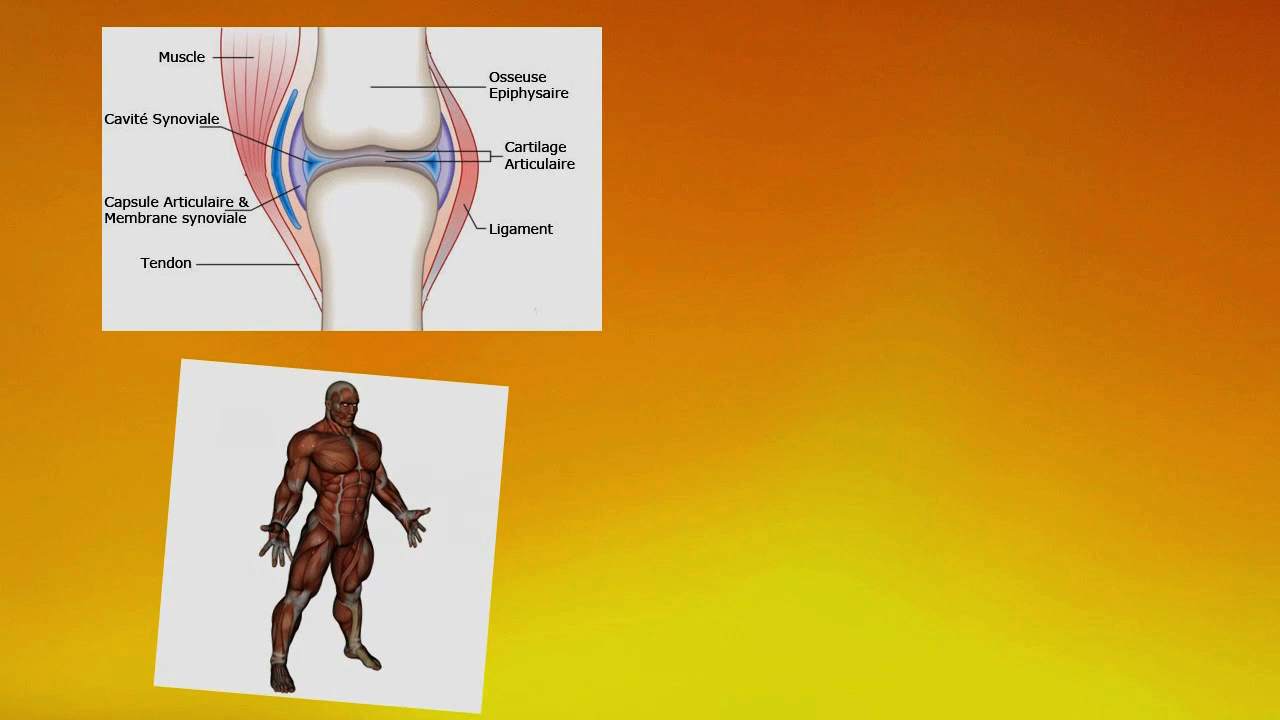 Muscle
Cavité Synoviale
Capsule Articulaire &
Membrane synoviale
Tendon
Osseuse
Epiphysaire
Cartilage
Articulaire
Ligament